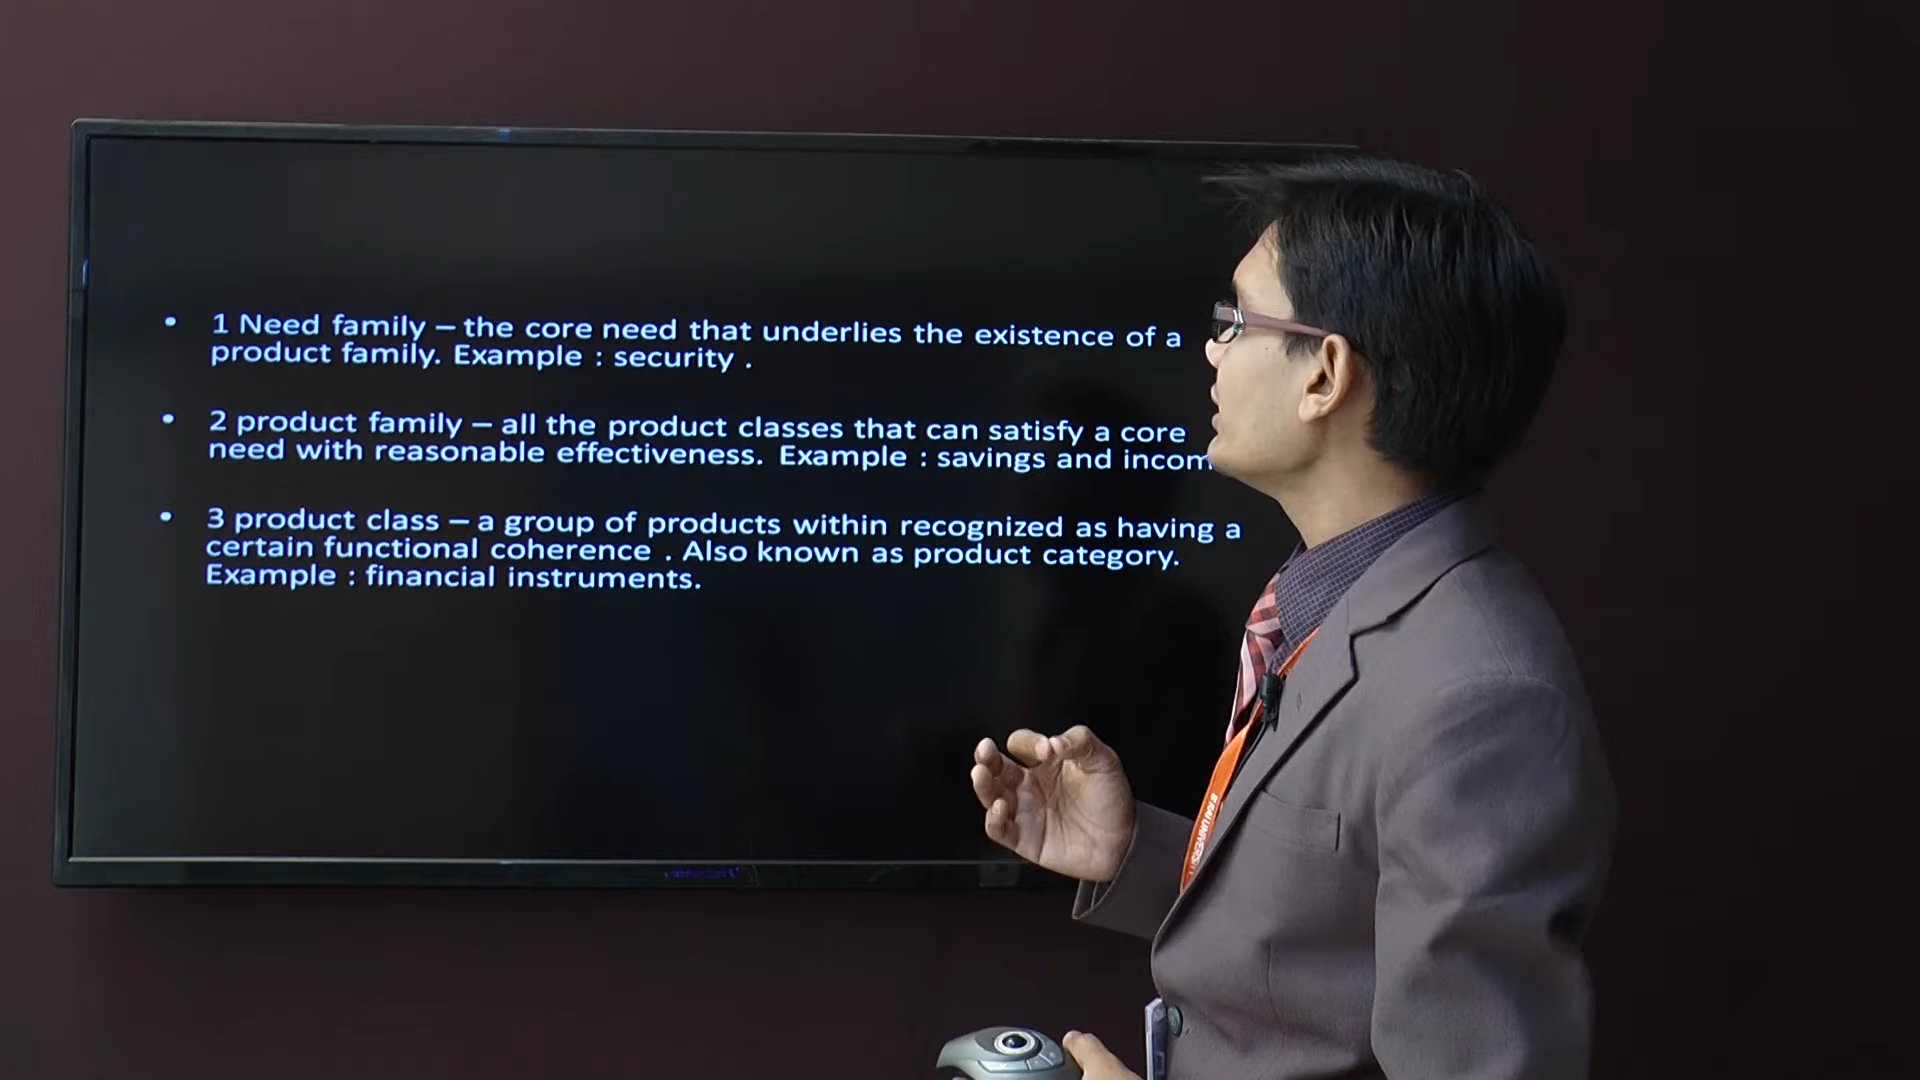 • 1 Need family – the core need that underlies the existence of a
product family. Example : security .
• 2 product family – all the product classes that can satisfy a core
need with reasonable effectiveness. Example : savings and
• 3 product class – a group of products within recognized as having a
certain functional coherence . Also known as product category.
Example : financial instruments.
RAI UNIVERSI